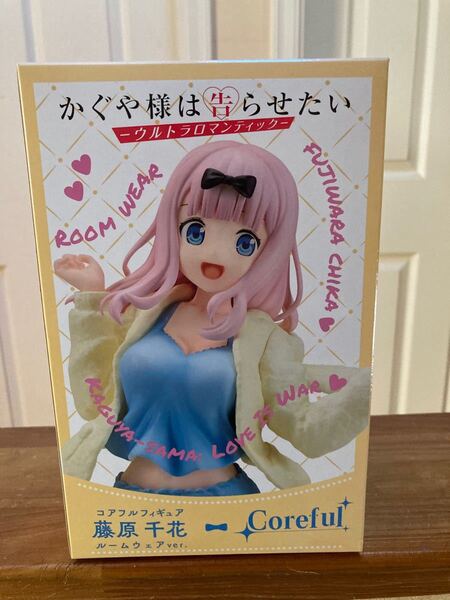 かぐや様は告らせたい
-ウルトラロマンティック-
ROOM WEAR
FUJIWARA CHIKA
KAGUYA-SAMA: LOVE IS WAR
コアフルフィギュア
藤原 千花
ルームウェアver.
Coreful